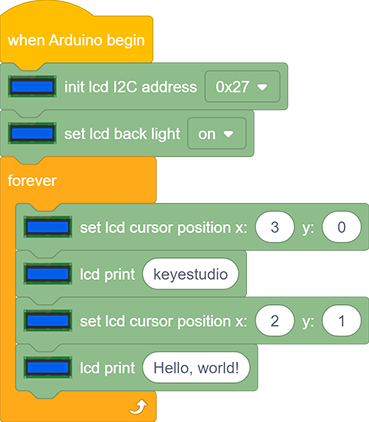 when Arduino begin
init lcd I2C address 0x27
set lcd back light on
forever
set lcd cursor position x: 3 y: 0
lcd print keyestudio
set lcd cursor position x: 2 y: 1
lcd print Hello, world!